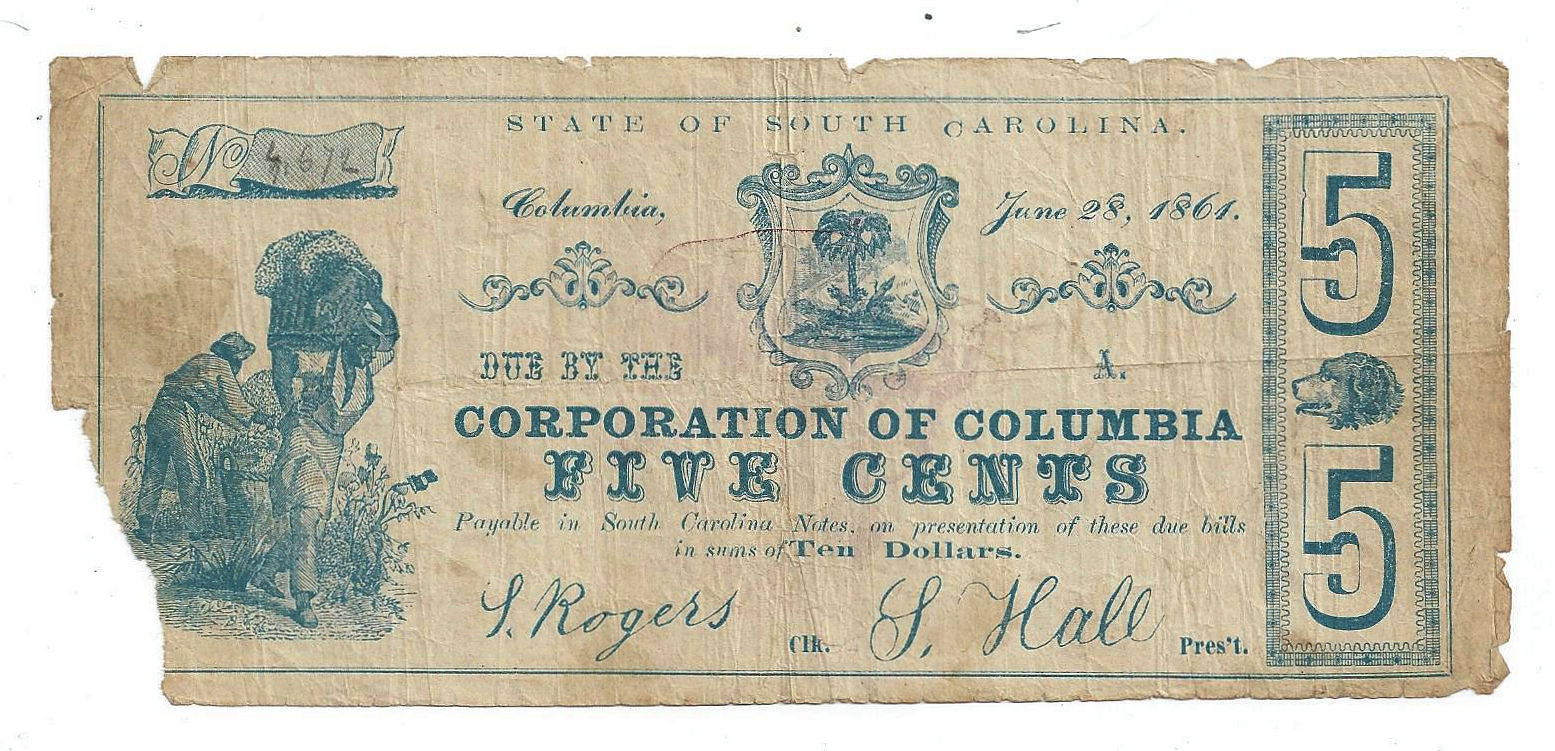 STATE OF SOUTH CAROLINA.
No 4.672
Columbia, June 28, 1861.
DUE BY THE A.
CORPORATION OF COLUMBIA
FIVE CENTS
Payable in South Carolina Notes, on presentation of these due bills
in sums of Ten Dollars.
S. Rogers Clk. S. Hall Pres't.
5
5